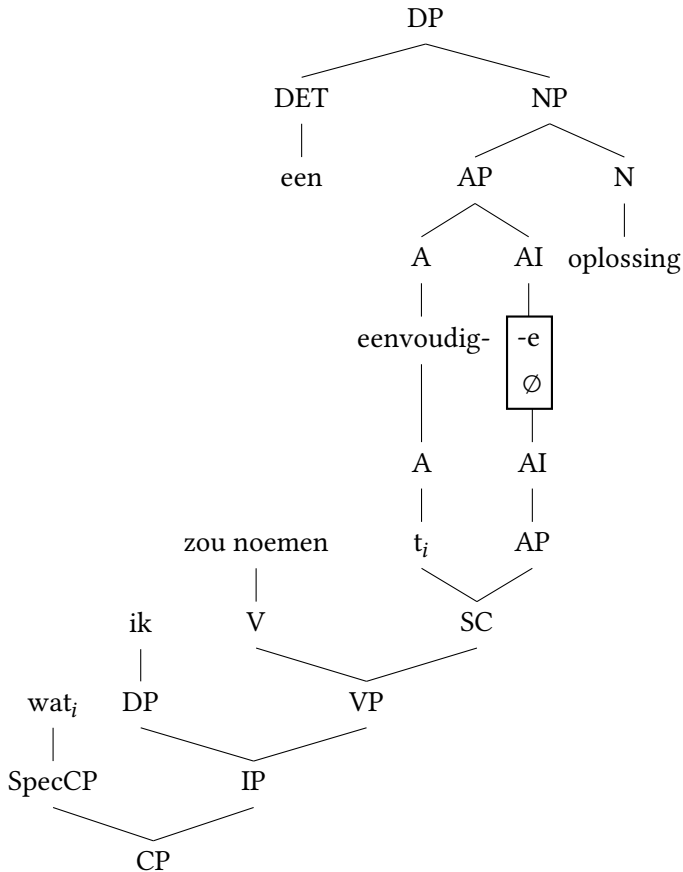 DP
DET NP
een AP N
A AI oplossing
eenvoudig- -e
∅
A AI
zou noemen tᵢ AP
ik V SC
watᵢ DP VP
SpecCP IP
CP